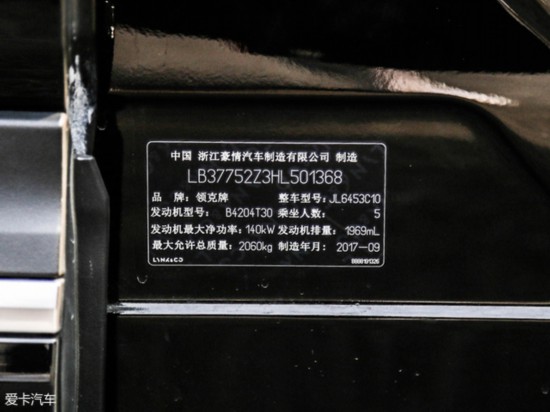 中国 浙江豪情汽车制造有限公司 制造
LB37752Z3HL501368
品 牌: 领克牌 整车型号: JL6453C10
发动机型号: B4204T30 乘坐人数: 5
发动机最大净功率: 140kW 发动机排量: 1969mL
最大允许总质量: 2060kg 制造年月: 2017-09
LYNK&CO
爱卡汽车